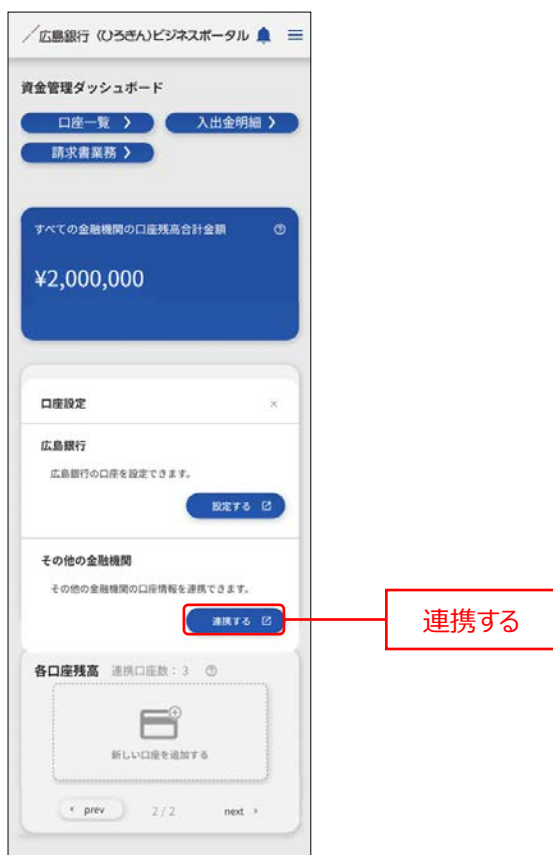 広島銀行 〈ひろぎん〉ビジネスポータル
資金管理ダッシュボード
口座一覧 入出金明細
請求書業務
すべての金融機関の口座残高合計金額
¥2,000,000
口座設定 ×
広島銀行
広島銀行の口座を設定できます。
設定する
その他の金融機関
その他の金融機関の口座情報を連携できます。
連携する
連携する
各口座残高 連携口座数:3
新しい口座を追加する
prev 2/2 next